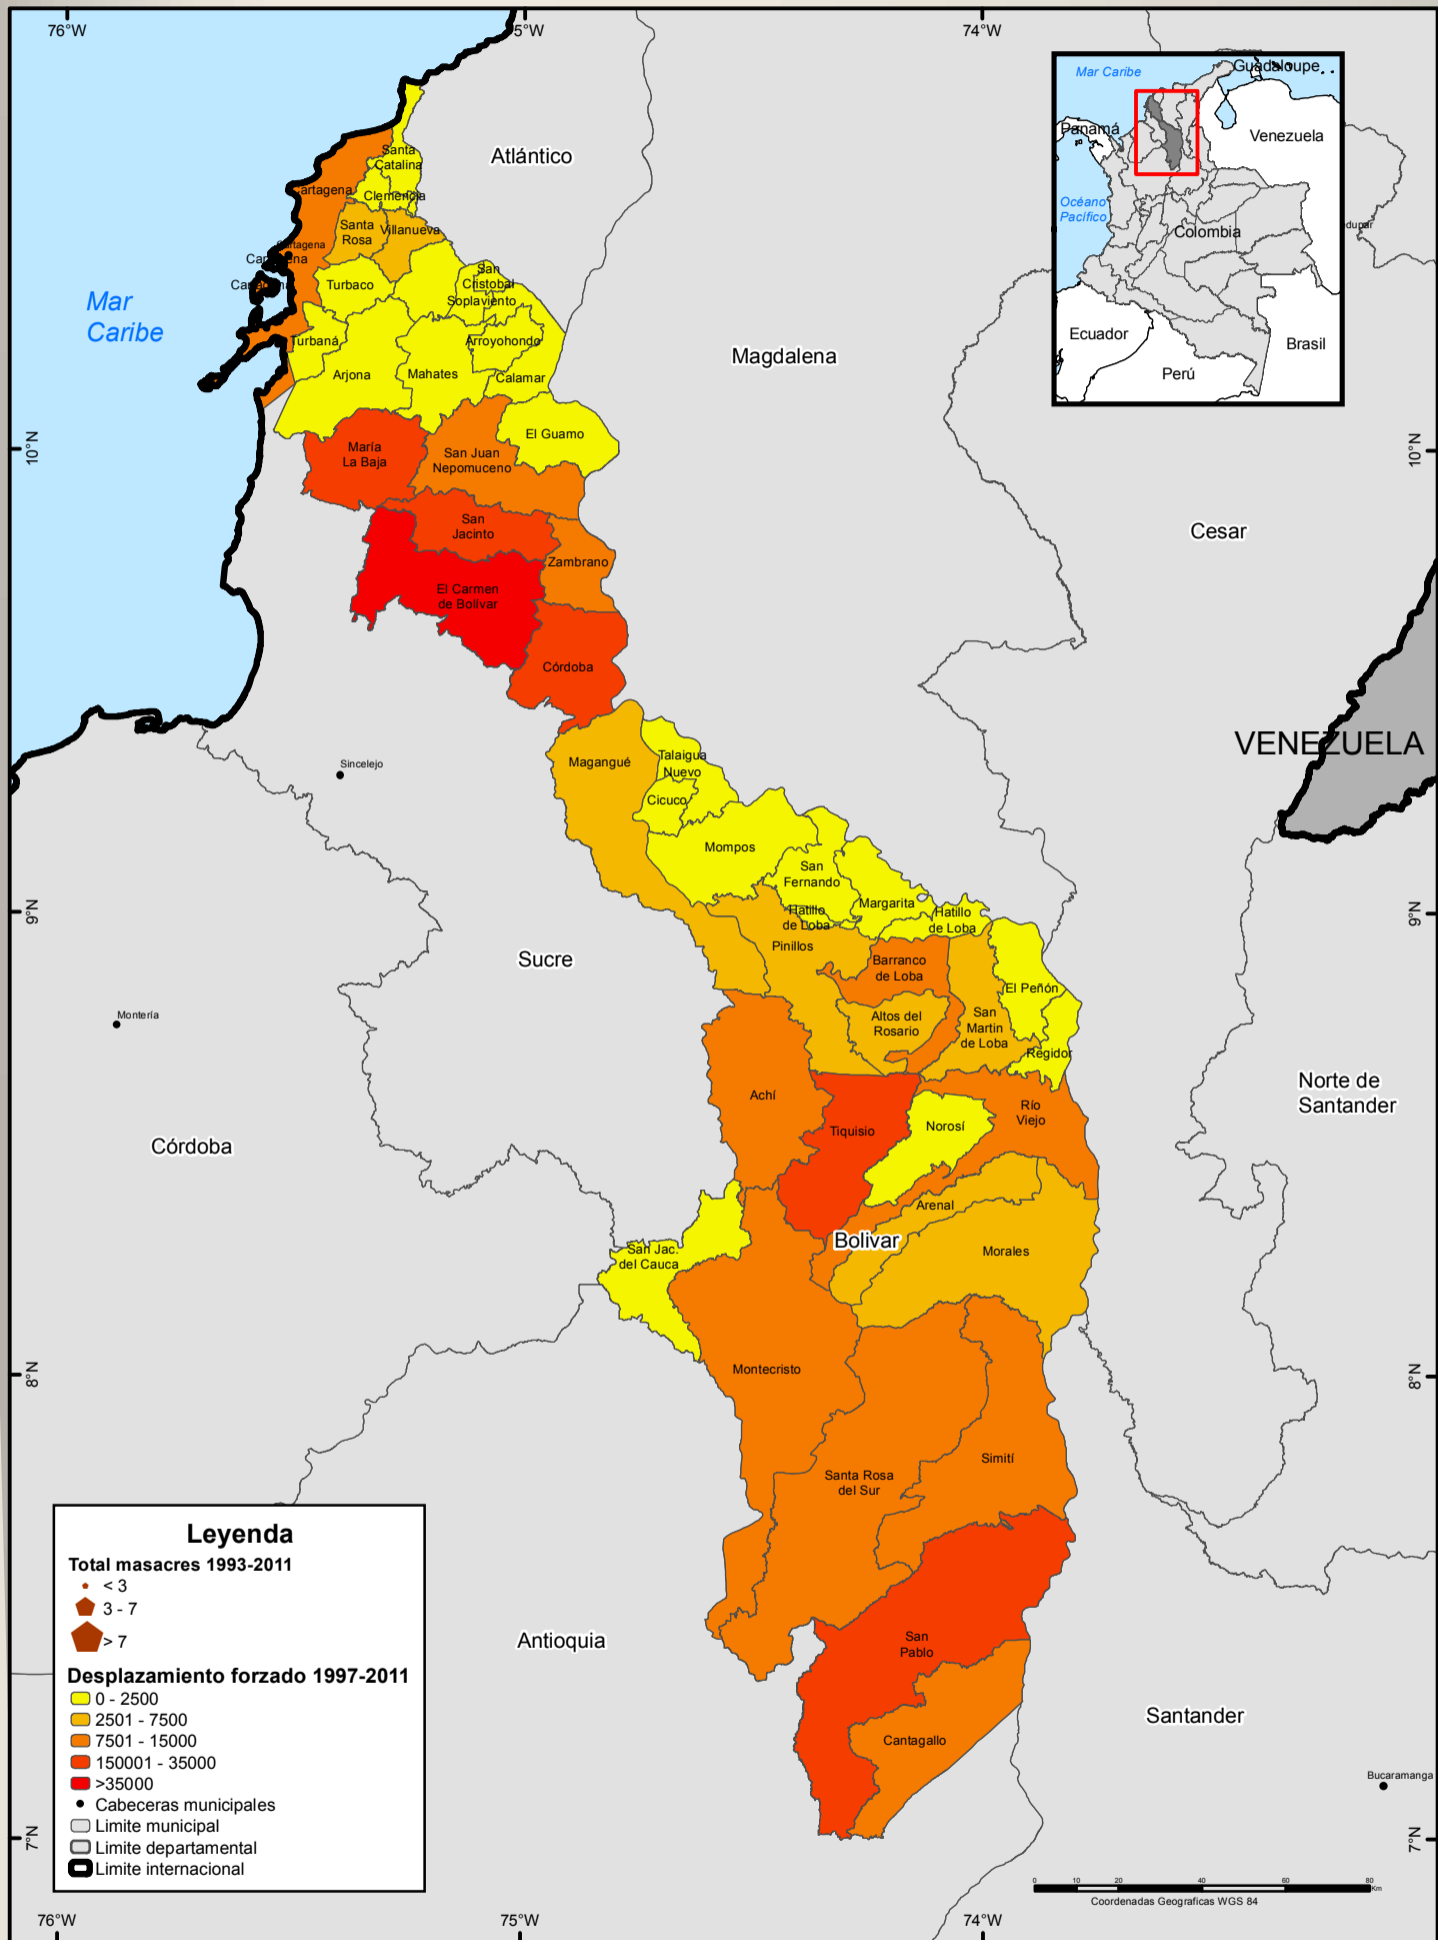 76°W
5°W
74°W
Mar Caribe
Guadaloupe
Panamá
Venezuela
Océano
Pacífico
Colombia
Ecuador
Brasil
Perú
Atlántico
Santa
Catalina
Cartagena
Clemencia
Santa
Rosa
Villanueva
Cartagena
San
Cristobal
Turbaco
Soplaviento
Mar
Caribe
Turbaná
Arroyohondo
Magdalena
Arjona
Mahates
Calamar
10°N
El Guamo
10°N
María
La Baja
San Juan
Nepomuceno
Cesar
San
Jacinto
Zambrano
El Carmen
de Bolivar
Córdoba
VENEZUELA
Magangué
Talaigua
Nuevo
Sincelejo
Cicuco
Mompos
San
Fernando
Margarita
9°N
Hatillo
de Loba
Hatillo
de Loba
9°N
Pinillos
Sucre
Barranco
de Loba
El Peñón
Montería
Altos del
Rosario
San
Martin
de Loba
Regidor
Achí
Norte de
Santander
Río
Viejo
Tiquisio
Norosí
Córdoba
Arenal
Bolivar
San Jac.
del Cauca
Morales
8°N
Montecristo
8°N
Simití
Santa Rosa
del Sur
San
Pablo
Antioquia
Santander
Cantagallo
Bucaramanga
7°N
7°N
Leyenda
Total masacres 1993-2011
< 3
3 - 7
> 7
Desplazamiento forzado 1997-2011
0 - 2500
2501 - 7500
7501 - 15000
150001 - 35000
>35000
Cabeceras municipales
Limite municipal
Limite departamental
Limite internacional
0 10 20 40 60 80
Km
Coordenadas Geograficas WGS 84
76°W
75°W
74°W